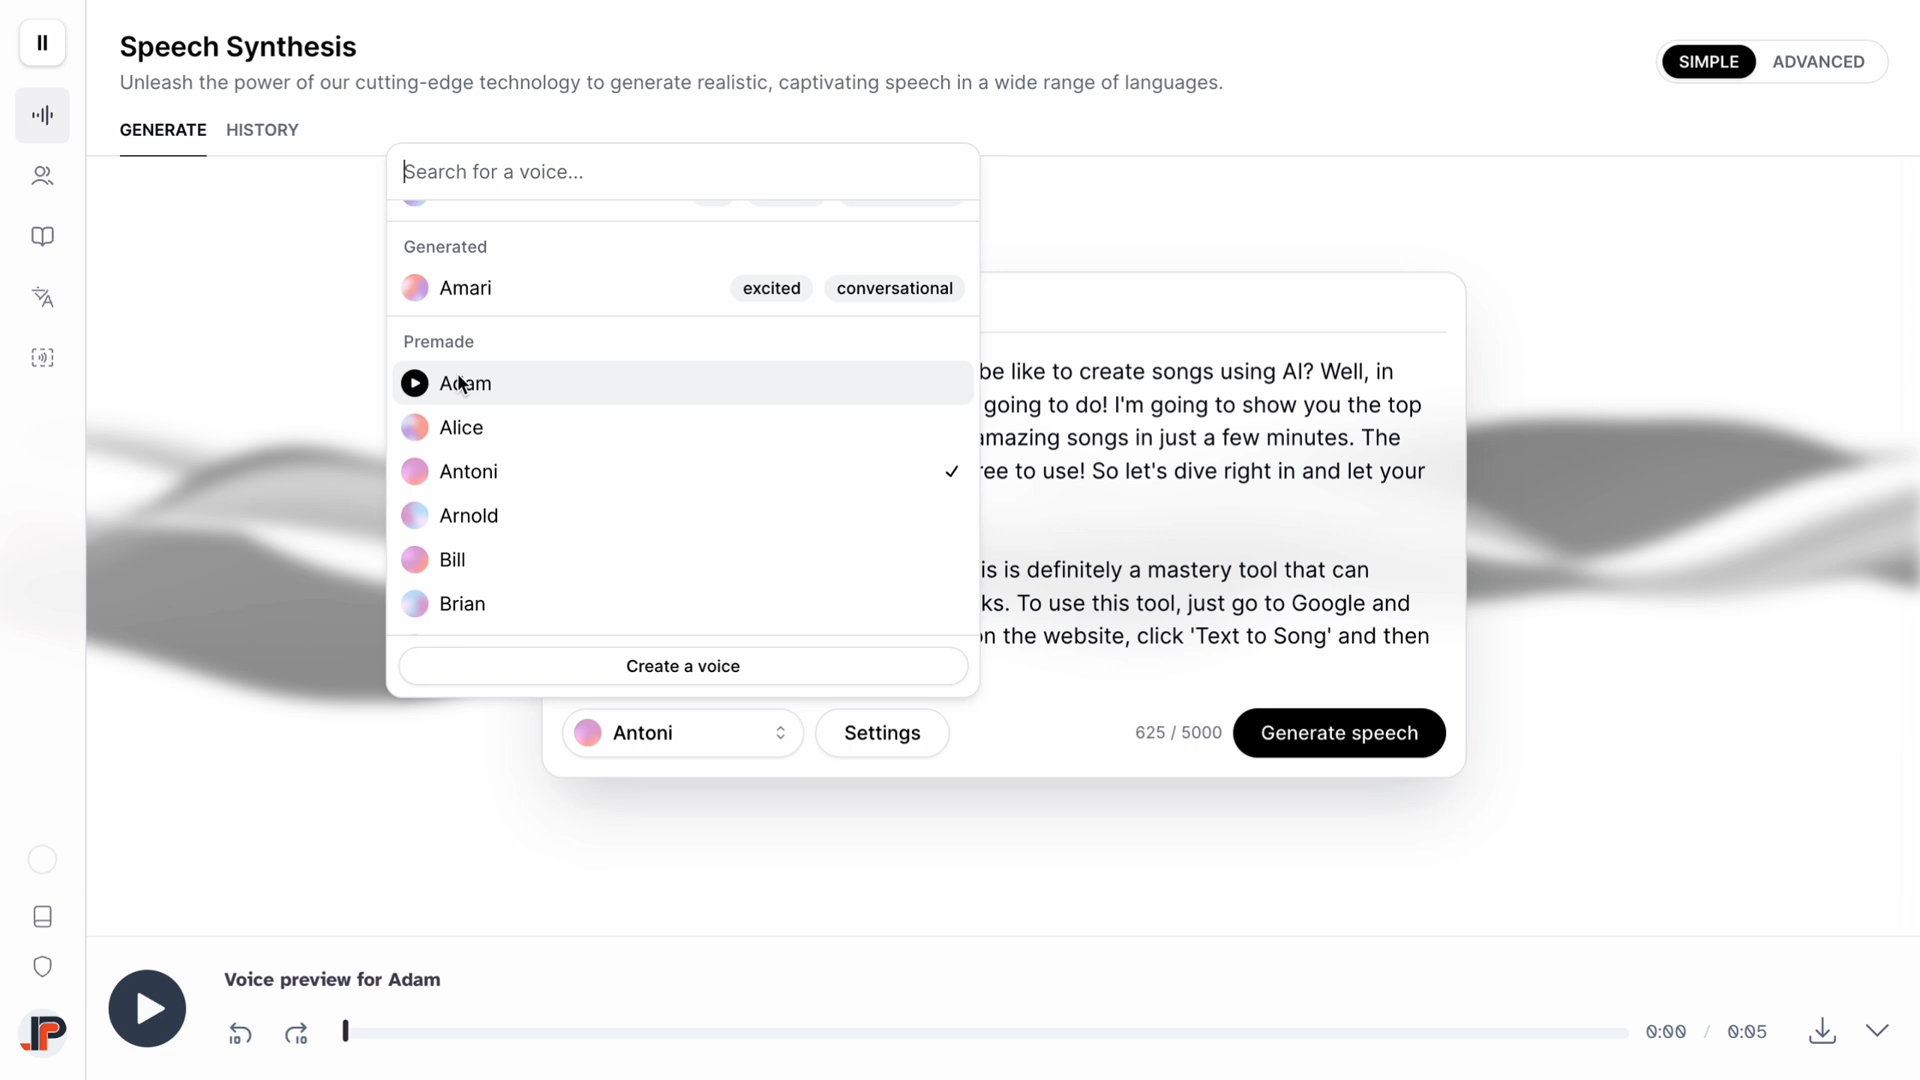 Speech Synthesis
Unleash the power of our cutting-edge technology to generate realistic, captivating speech in a wide range of languages.
SIMPLE
ADVANCED
GENERATE
HISTORY
Search for a voice...
Generated
Amari
excited
conversational
Premade
Adam
Alice
Antoni
Arnold
Bill
Brian
Create a voice
be like to create songs using AI? Well, in
going to do! I'm going to show you the top
amazing songs in just a few minutes. The
ree to use! So let's dive right in and let your
is is definitely a mastery tool that can
ks. To use this tool, just go to Google and
on the website, click 'Text to Song' and then
Antoni
Settings
625 / 5000
Generate speech
Voice preview for Adam
10
10
0:00 / 0:05